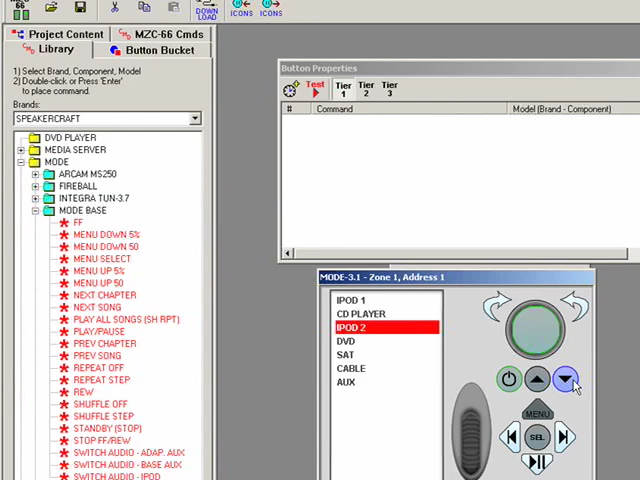 MZC
66
DOWN
LOAD
ICONS
ICONS
Project Content
MZC-66 Cmds
Library
Button Bucket
1) Select Brand, Component, Model
2) Double-click or Press 'Enter'
to place command.
Brands:
SPEAKERCRAFT
DVD PLAYER
MEDIA SERVER
MODE
ARCAM MS250
FIREBALL
INTEGRA TUN-3.7
MODE BASE
FF
MENU DOWN 5%
MENU DOWN 50
MENU SELECT
MENU UP 5%
MENU UP 50
NEXT CHAPTER
NEXT SONG
PLAY ALL SONGS (SH RPT)
PLAY/PAUSE
PREV CHAPTER
PREV SONG
REPEAT OFF
REPEAT STEP
REW
SHUFFLE OFF
SHUFFLE STEP
STANDBY (STOP)
STOP FF/REW
SWITCH AUDIO - ADAP. AUX
SWITCH AUDIO - BASE AUX
SWITCH AUDIO - IPOD
Button Properties
Test
Tier
1
Tier
2
Tier
3
# Command Model (Brand - Component)
MODE-3.1 - Zone 1, Address 1
IPOD 1
CD PLAYER
IPOD 2
DVD
SAT
CABLE
AUX
MENU
SEL